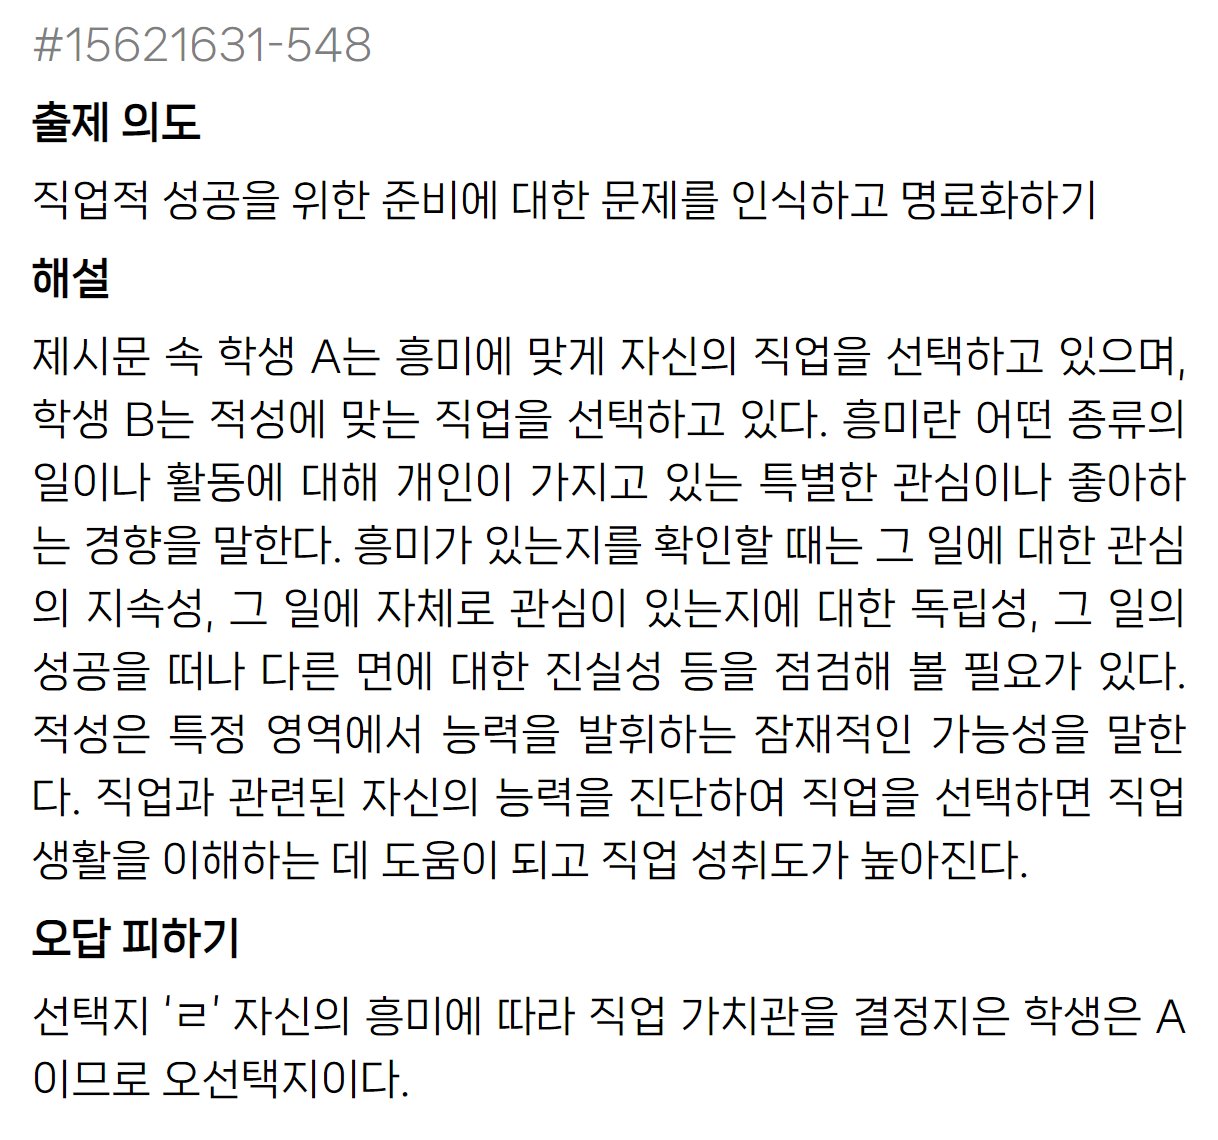 #15621631-548
출제 의도
직업적 성공을 위한 준비에 대한 문제를 인식하고 명료화하기
해설
제시문 속 학생 A는 흥미에 맞게 자신의 직업을 선택하고 있으며,
학생 B는 적성에 맞는 직업을 선택하고 있다. 흥미란 어떤 종류의
일이나 활동에 대해 개인이 가지고 있는 특별한 관심이나 좋아하
는 경향을 말한다. 흥미가 있는지를 확인할 때는 그 일에 대한 관심
의 지속성, 그 일에 자체로 관심이 있는지에 대한 독립성, 그 일의
성공을 떠나 다른 면에 대한 진실성 등을 점검해 볼 필요가 있다.
적성은 특정 영역에서 능력을 발휘하는 잠재적인 가능성을 말한
다. 직업과 관련된 자신의 능력을 진단하여 직업을 선택하면 직업
생활을 이해하는 데 도움이 되고 직업 성취도가 높아진다.
오답 피하기
선택지 'ㄹ' 자신의 흥미에 따라 직업 가치관을 결정지은 학생은 A
이므로 오선택지이다.